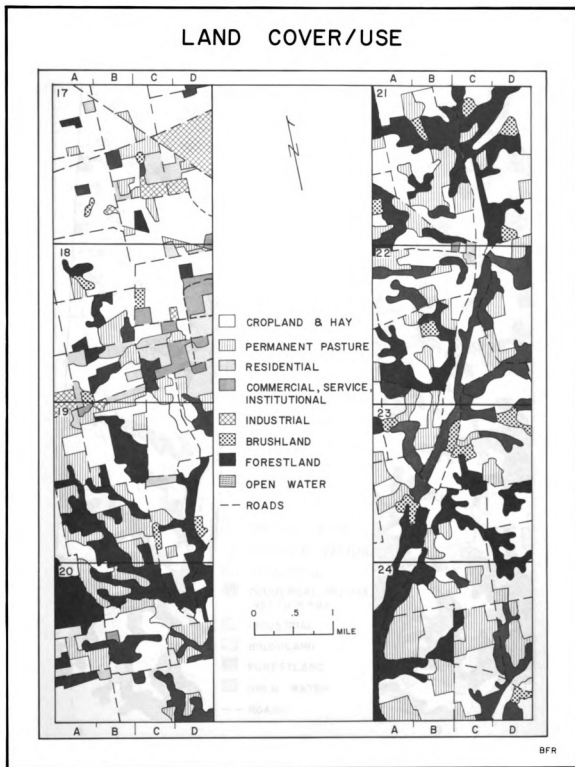 LAND COVER/USE
A B C D
A B C D
17
18
19
20
21
22
23
24
CROPLAND & HAY
PERMANENT PASTURE
RESIDENTIAL
COMMERCIAL, SERVICE,
INSTITUTIONAL
INDUSTRIAL
BRUSHLAND
FORESTLAND
OPEN WATER
ROADS
N
0 .5 1
MILE
A B C D
A B C D
BFR